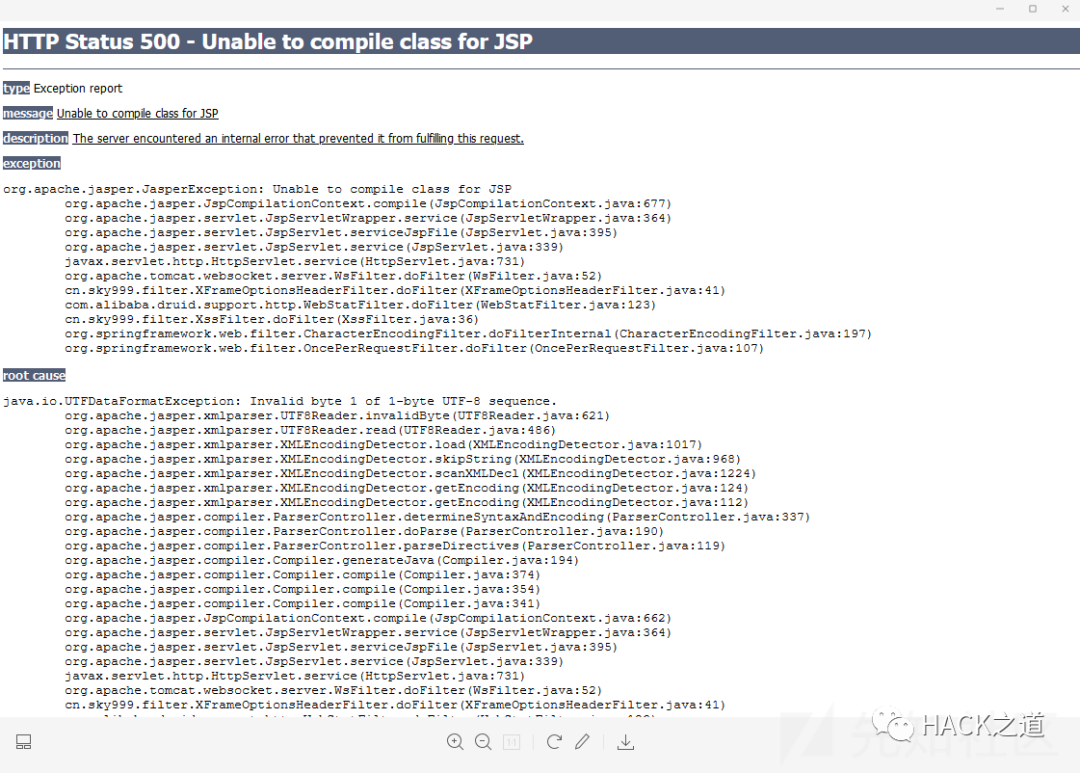 HTTP Status 500 - Unable to compile class for JSP
type Exception report
message Unable to compile class for JSP
description The server encountered an internal error that prevented it from fulfilling this request.
exception
org.apache.jasper.JasperException: Unable to compile class for JSP
org.apache.jasper.JspCompilationContext.compile(JspCompilationContext.java:677)
org.apache.jasper.servlet.JspServletWrapper.service(JspServletWrapper.java:364)
org.apache.jasper.servlet.JspServlet.serviceJspFile(JspServlet.java:395)
org.apache.jasper.servlet.JspServlet.service(JspServlet.java:339)
javax.servlet.http.HttpServlet.service(HttpServlet.java:731)
org.apache.tomcat.websocket.server.WsFilter.doFilter(WsFilter.java:52)
cn.sky999.filter.XFrameOptionsHeaderFilter.doFilter(XFrameOptionsHeaderFilter.java:41)
com.alibaba.druid.support.http.WebStatFilter.doFilter(WebStatFilter.java:123)
cn.sky999.filter.XssFilter.doFilter(XssFilter.java:36)
org.springframework.web.filter.CharacterEncodingFilter.doFilterInternal(CharacterEncodingFilter.java:197)
org.springframework.web.filter.OncePerRequestFilter.doFilter(OncePerRequestFilter.java:107)
root cause
java.io.UTFDataFormatException: Invalid byte 1 of 1-byte UTF-8 sequence.
org.apache.jasper.xmlparser.UTF8Reader.invalidByte(UTF8Reader.java:621)
org.apache.jasper.xmlparser.UTF8Reader.read(UTF8Reader.java:486)
org.apache.jasper.xmlparser.XMLEncodingDetector.load(XMLEncodingDetector.java:1017)
org.apache.jasper.xmlparser.XMLEncodingDetector.skipString(XMLEncodingDetector.java:968)
org.apache.jasper.xmlparser.XMLEncodingDetector.scanXMLDecl(XMLEncodingDetector.java:1224)
org.apache.jasper.xmlparser.XMLEncodingDetector.getEncoding(XMLEncodingDetector.java:124)
org.apache.jasper.xmlparser.XMLEncodingDetector.getEncoding(XMLEncodingDetector.java:112)
org.apache.jasper.compiler.ParserController.determineSyntaxAndEncoding(ParserController.java:337)
org.apache.jasper.compiler.ParserController.doParse(ParserController.java:190)
org.apache.jasper.compiler.ParserController.parseDirectives(ParserController.java:119)
org.apache.jasper.compiler.Compiler.generateJava(Compiler.java:194)
org.apache.jasper.compiler.Compiler.compile(Compiler.java:374)
org.apache.jasper.compiler.Compiler.compile(Compiler.java:354)
org.apache.jasper.compiler.Compiler.compile(Compiler.java:341)
org.apache.jasper.JspCompilationContext.compile(JspCompilationContext.java:662)
org.apache.jasper.servlet.JspServletWrapper.service(JspServletWrapper.java:364)
org.apache.jasper.servlet.JspServlet.serviceJspFile(JspServlet.java:395)
org.apache.jasper.servlet.JspServlet.service(JspServlet.java:339)
javax.servlet.http.HttpServlet.service(HttpServlet.java:731)
org.apache.tomcat.websocket.server.WsFilter.doFilter(WsFilter.java:52)
cn.sky999.filter.XFrameOptionsHeaderFilter.doFilter(XFrameOptionsHeaderFilter.java:41)
1:1
HACK之道
先知社区